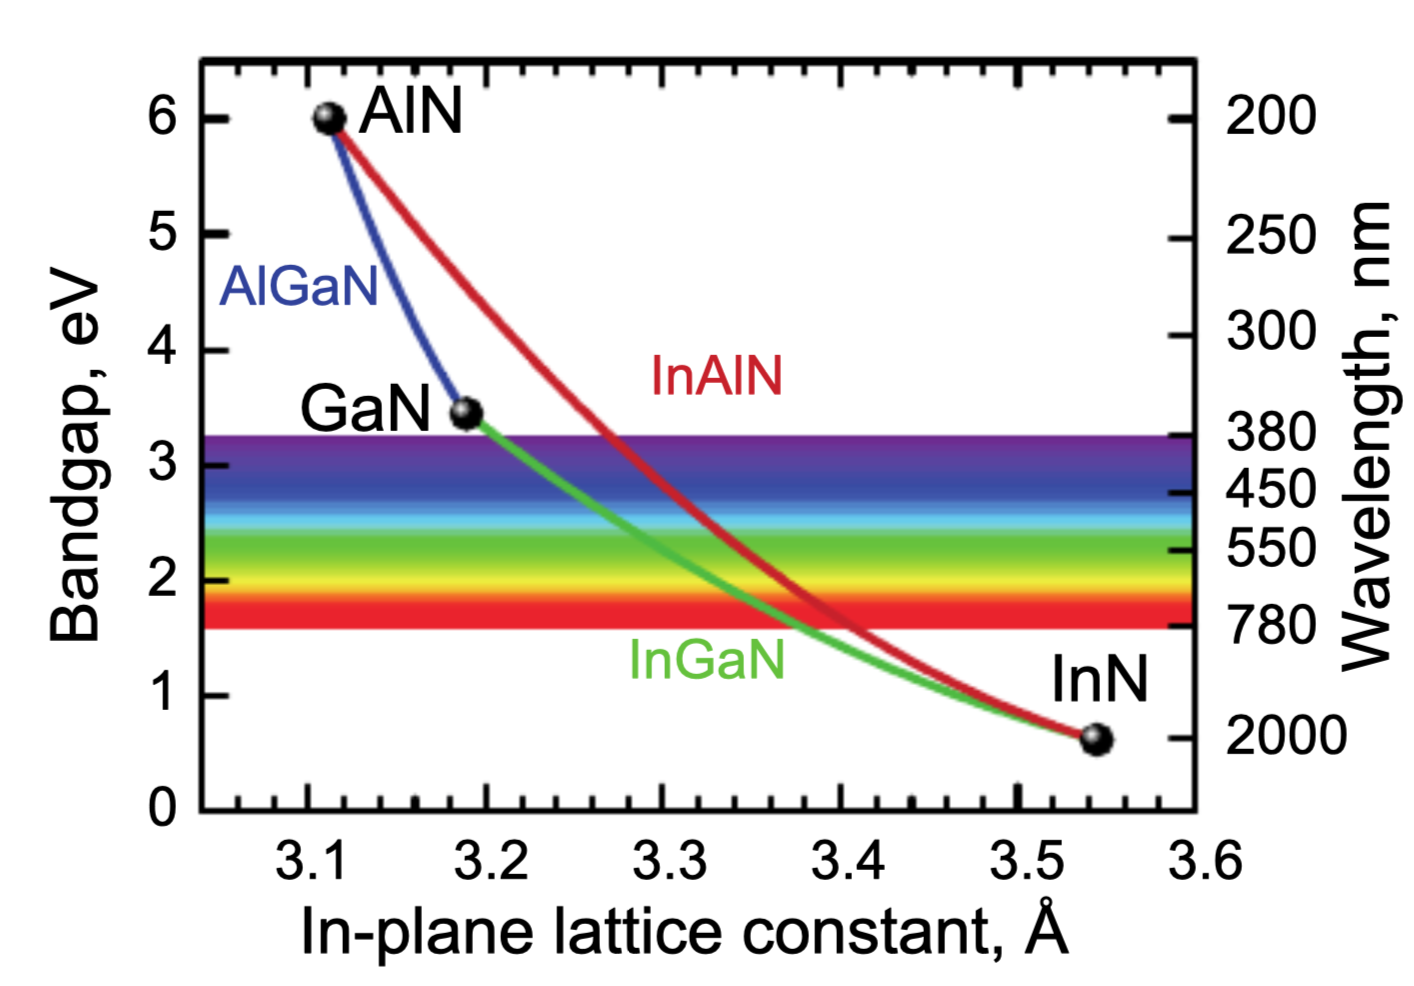 AlN
6
200
5
250
AlGaN
4
300
InAlN
GaN
380
3
450
550
2
780
InGaN
InN
1
2000
0
3.1 3.2 3.3 3.4 3.5 3.6
In-plane lattice constant, Å
Bandgap, eV
Wavelength, nm